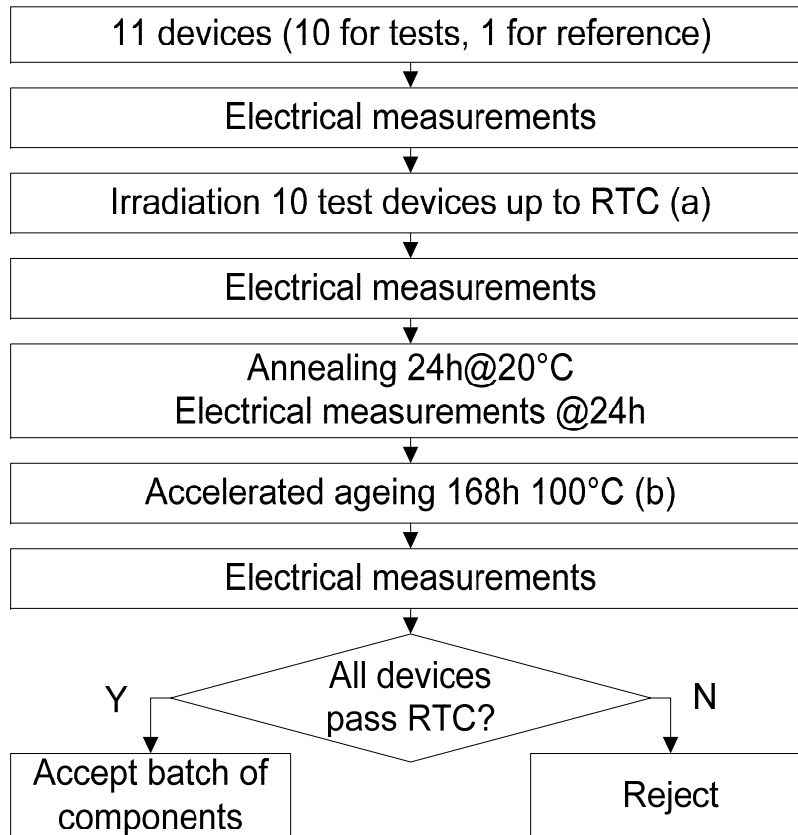 11 devices (10 for tests, 1 for reference)
Electrical measurements
Irradiation 10 test devices up to RTC (a)
Electrical measurements
Annealing 24h@20°C
Electrical measurements @24h
Accelerated ageing 168h 100°C (b)
Electrical measurements
All devices
pass RTC?
Y
N
Accept batch of
components
Reject